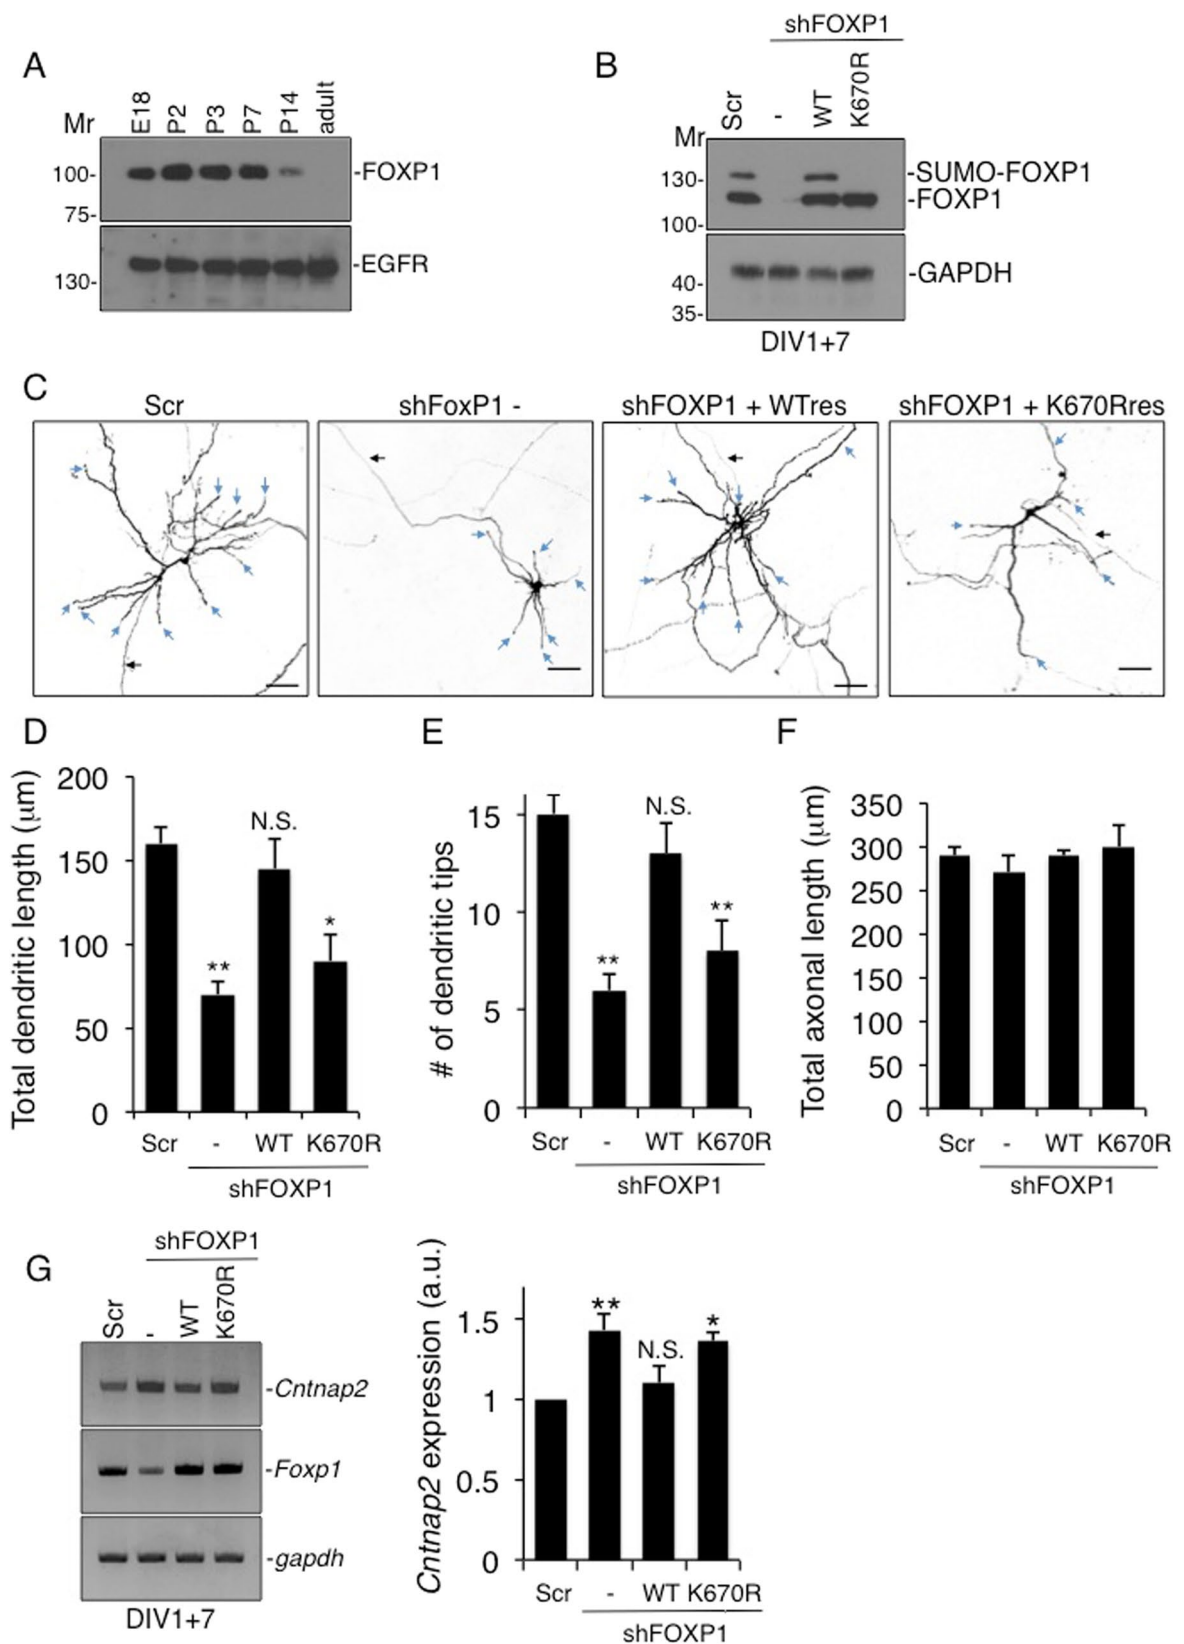 A
Mr
E18
P2
P3
P7
P14
adult
100-
-FOXP1
75-
-EGFR
130-
B
shFOXP1
Mr
Scr
-
WT
K670R
130-
-SUMO-FOXP1
-FOXP1
100-
-GAPDH
40-
35-
DIV1+7
C
Scr
shFoxP1 -
shFOXP1 + WTres
shFOXP1 + K670Rres
D
Total dendritic length (µm)
200
150
100
50
0
N.S.
**
*
Scr - WT K670R
shFOXP1
E
# of dendritic tips
15
10
5
0
N.S.
**
**
Scr - WT K670R
shFOXP1
F
Total axonal length (µm)
350
300
250
200
150
100
50
0
Scr - WT K670R
shFOXP1
G
shFOXP1
Scr
-
WT
K670R
-Cntnap2
-Foxp1
-gapdh
DIV1+7
Cntnap2 expression (a.u.)
1.5
1
0.5
0
**
N.S.
*
Scr - WT K670R
shFOXP1